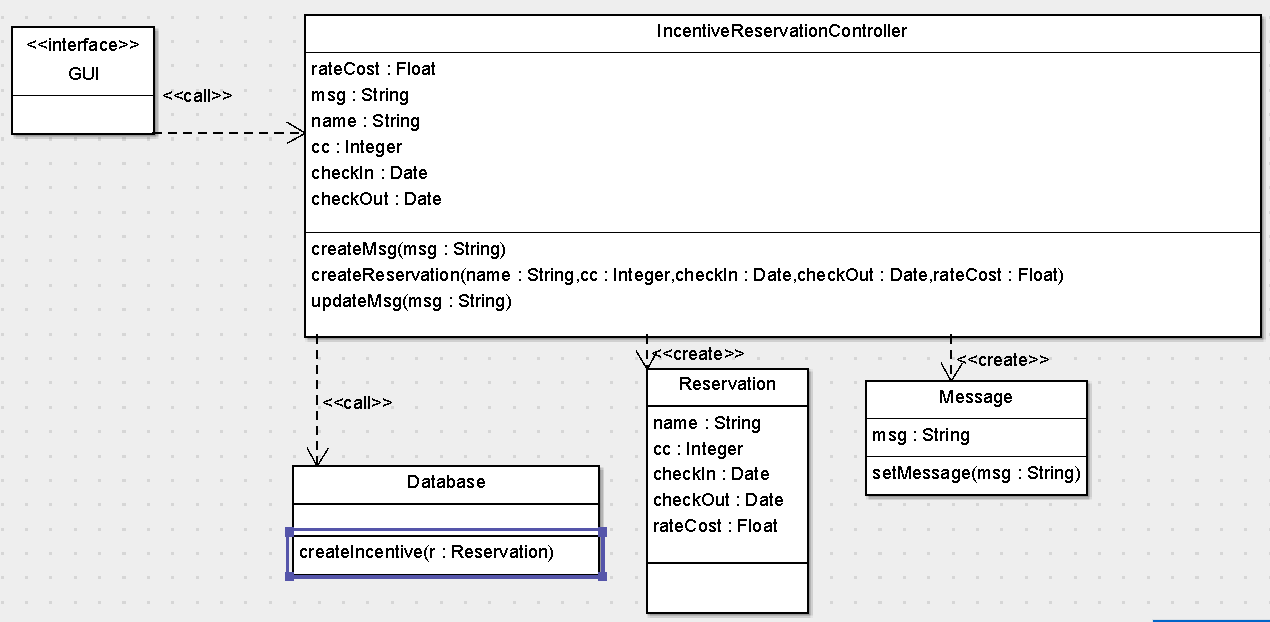 <<interface>>
GUI
<<call>>
IncentiveReservationController
rateCost : Float
msg : String
name : String
cc : Integer
checkIn : Date
checkOut : Date
createMsg(msg : String)
createReservation(name : String,cc : Integer,checkIn : Date,checkOut : Date,rateCost : Float)
updateMsg(msg : String)
<<call>>
Database
createIncentive(r : Reservation)
<<create>>
Reservation
name : String
cc : Integer
checkIn : Date
checkOut : Date
rateCost : Float
<<create>>
Message
msg : String
setMessage(msg : String)